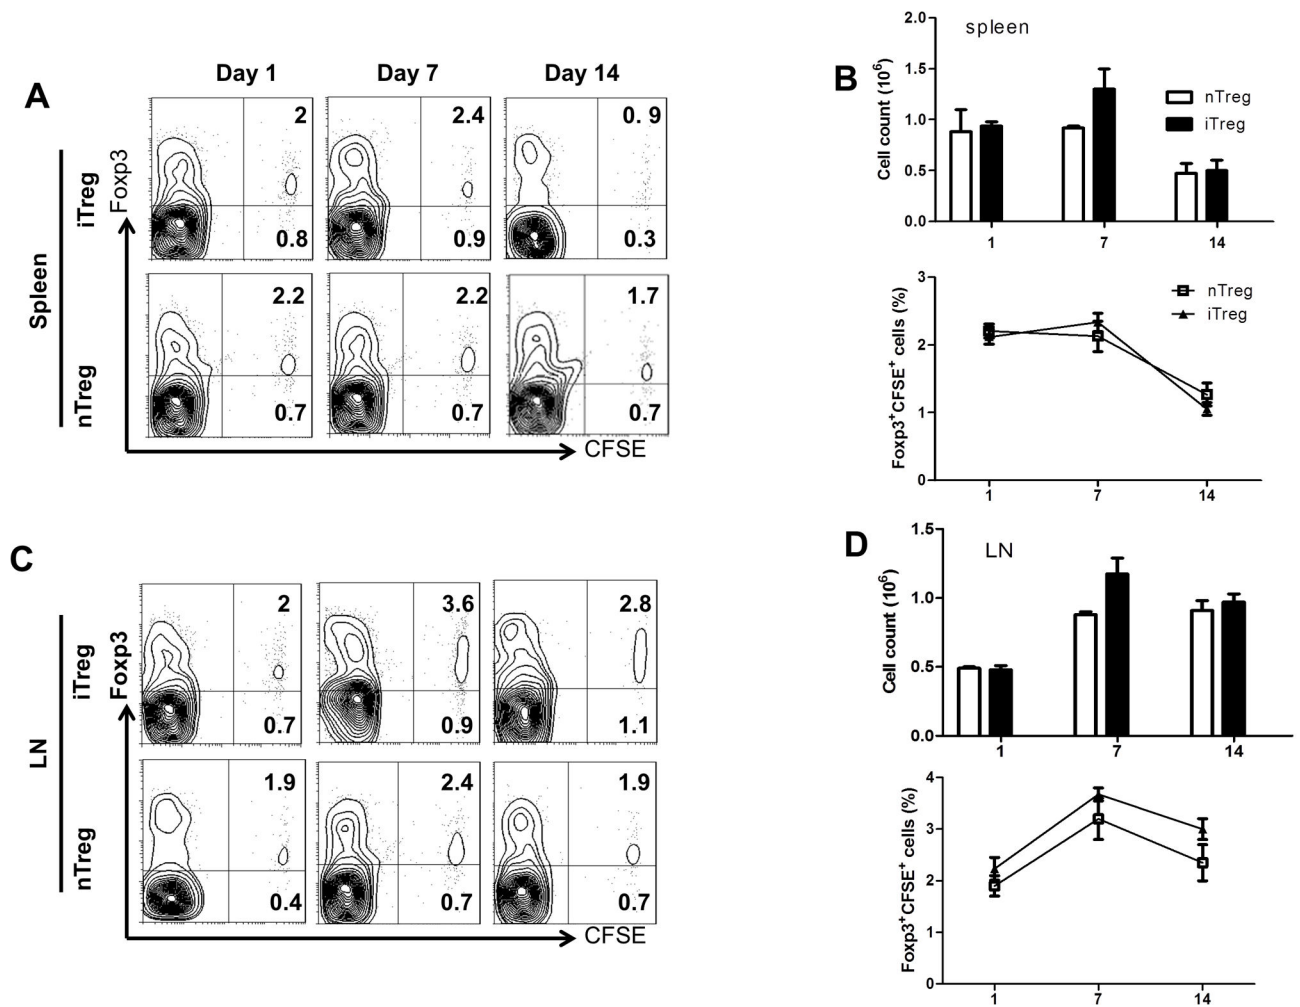 A
Day 1
Day 7
Day 14
Spleen
iTreg
Foxp3
2
0.8
2.4
0.9
0. 9
0.3
nTreg
2.2
0.7
2.2
0.7
1.7
0.7
CFSE
B
spleen
Cell count (10⁶)
2.0
1.5
1.0
0.5
0.0
nTreg
iTreg
1
7
14
Foxp3⁺CFSE⁺ cells (%)
3
2
1
0
nTreg
iTreg
1
7
14
C
LN
iTreg
Foxp3
2
0.7
3.6
0.9
2.8
1.1
nTreg
1.9
0.4
2.4
0.7
1.9
0.7
CFSE
D
LN
Cell count (10⁶)
1.5
1.0
0.5
0.0
1
7
14
Foxp3⁺CFSE⁺ cells (%)
4
3
2
1
0
1
7
14